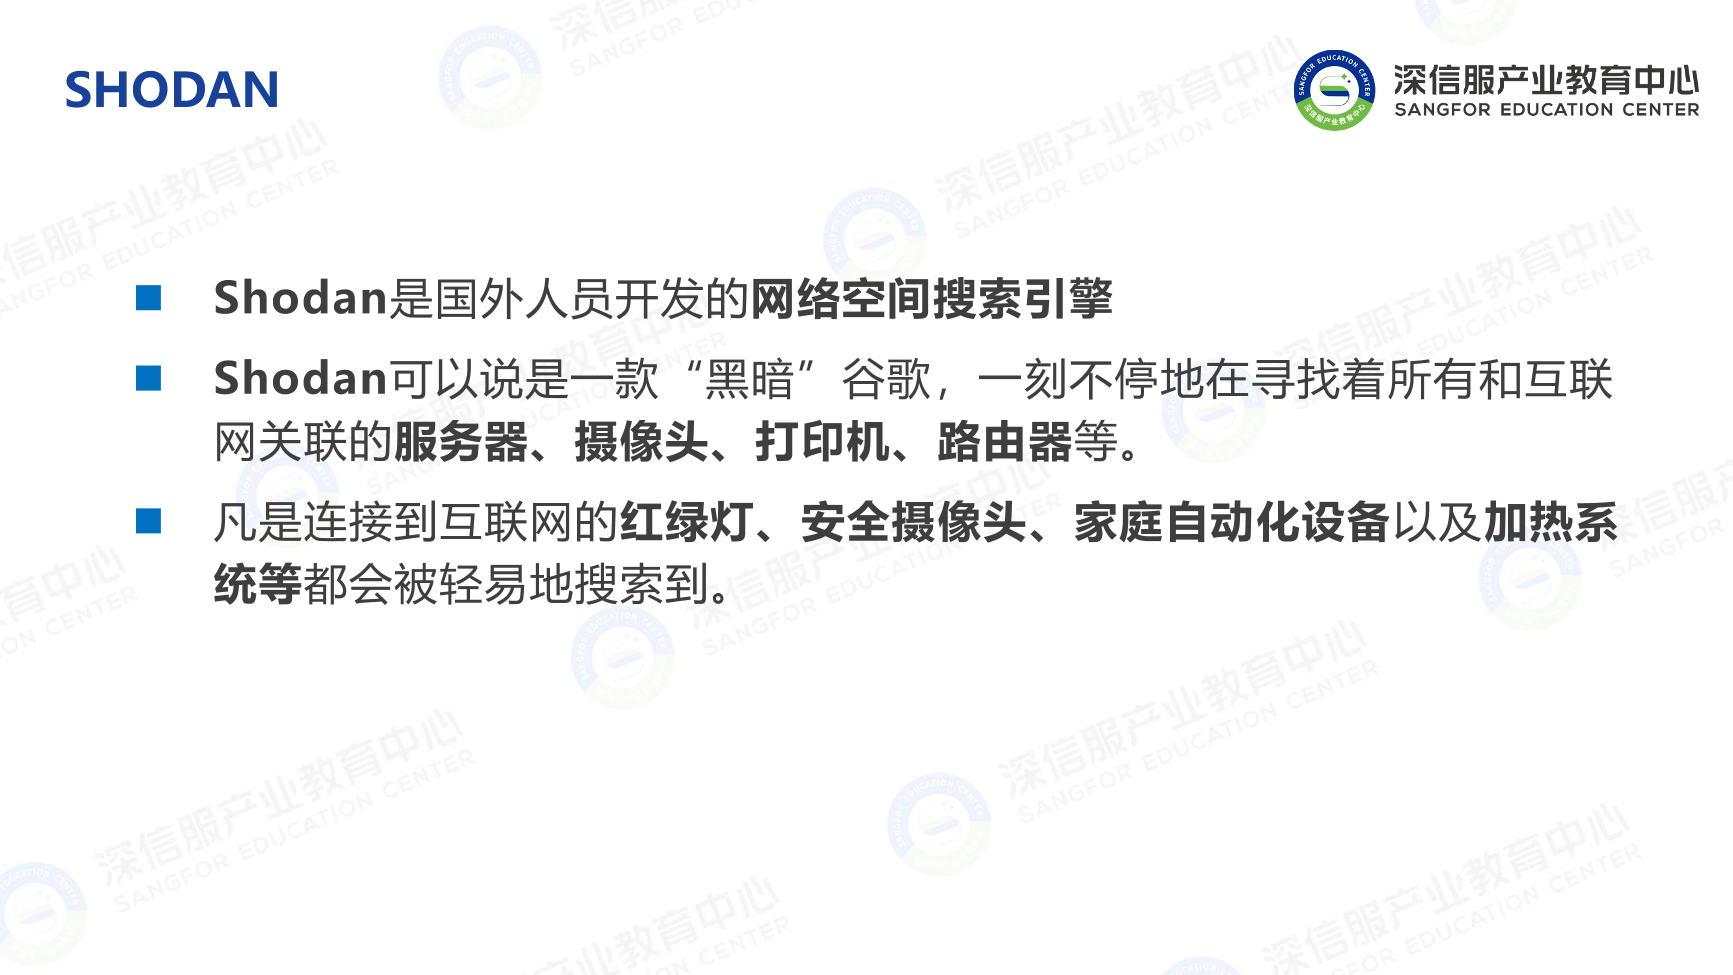 SHODAN
深信服产业教育中心
SANGFOR EDUCATION CENTER
Shodan是国外人员开发的网络空间搜索引擎
Shodan可以说是一款“黑暗”谷歌，一刻不停地在寻找着所有和互联
网关联的服务器、摄像头、打印机、路由器等。
凡是连接到互联网的红绿灯、安全摄像头、家庭自动化设备以及加热系
统等都会被轻易地搜索到。